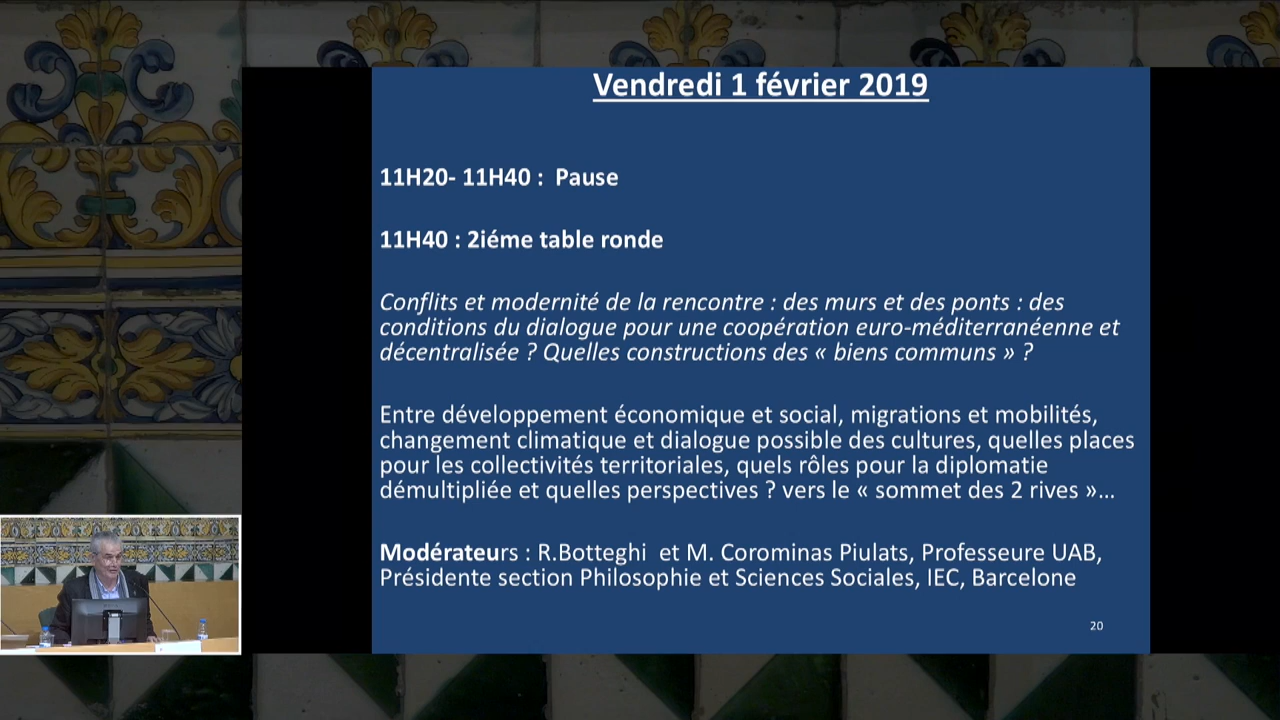 Vendredi 1 février 2019
11H20- 11H40 :  Pause
11H40 : 2iéme table ronde
Conflits et modernité de la rencontre : des murs et des ponts : des
conditions du dialogue pour une coopération euro-méditerranéenne et
décentralisée ? Quelles constructions des « biens communs » ?
Entre développement économique et social, migrations et mobilités,
changement climatique et dialogue possible des cultures, quelles places
pour les collectivités territoriales, quels rôles pour la diplomatie
démultipliée et quelles perspectives ? vers le « sommet des 2 rives »...
Modérateurs : R.Botteghi  et M. Corominas Piulats, Professeure UAB,
Présidente section Philosophie et Sciences Sociales, IEC, Barcelone
20